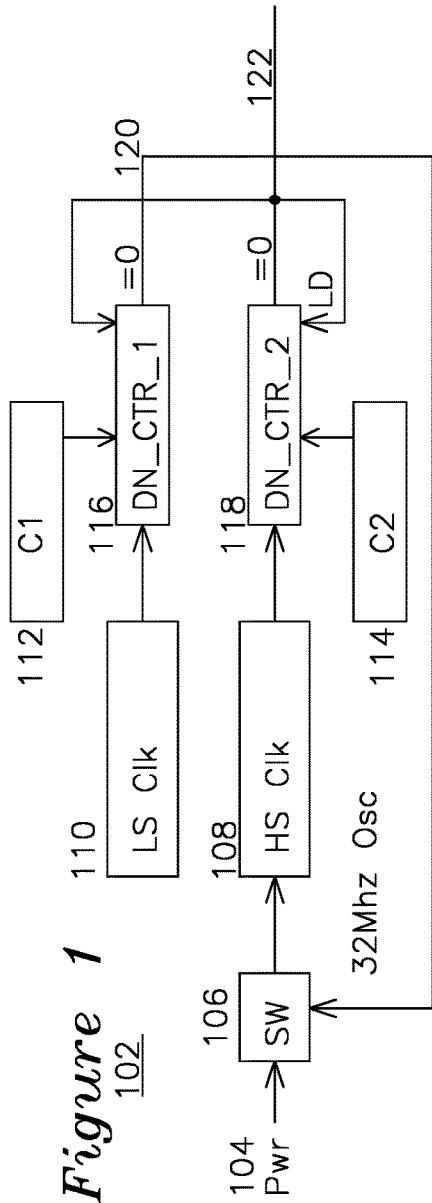 Figure 1
102
112
C1
110
LS Clk
116
DN_CTR_1
=0
120
104
Pwr
106
SW
108
HS Clk
118
DN_CTR_2
=0
122
LD
32Mhz Osc
114
C2